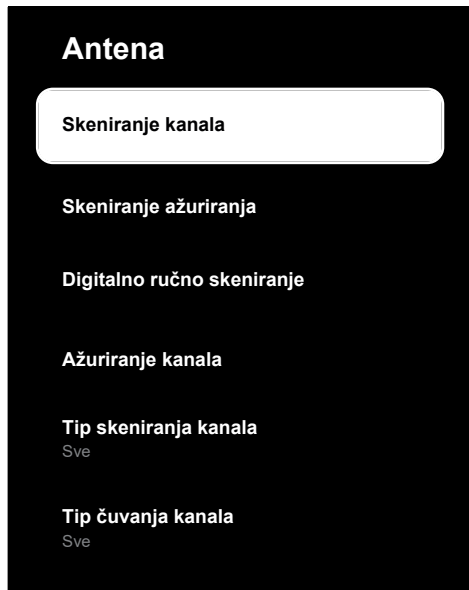 Antena
Skeniranje kanala
Skeniranje ažuriranja
Digitalno ručno skeniranje
Ažuriranje kanala
Tip skeniranja kanala
Sve
Tip čuvanja kanala
Sve